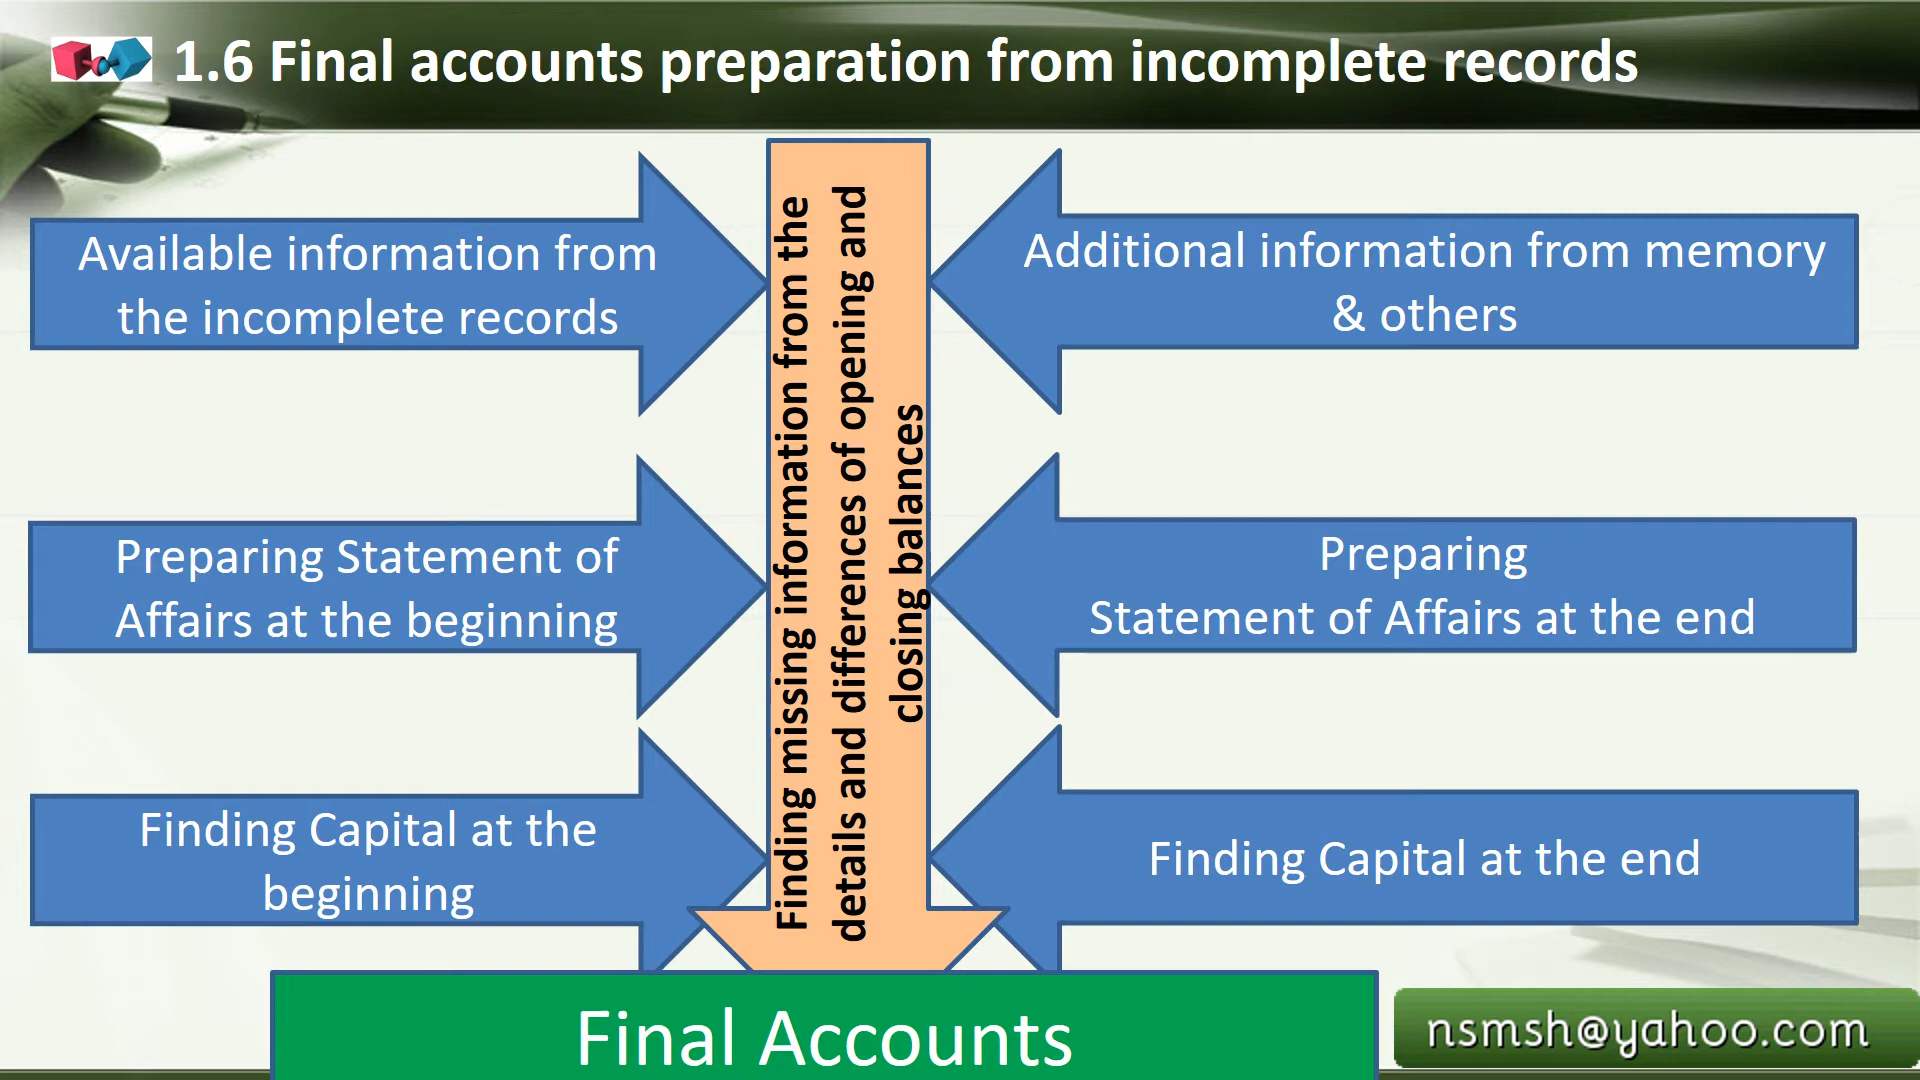 1.6 Final accounts preparation from incomplete records
Available information from
the incomplete records
Additional information from memory
& others
Finding missing information from the
details and differences of opening and
closing balances
Preparing Statement of
Affairs at the beginning
Preparing
Statement of Affairs at the end
Finding Capital at the
beginning
Finding Capital at the end
Final Accounts
nsmsh@yahoo.com